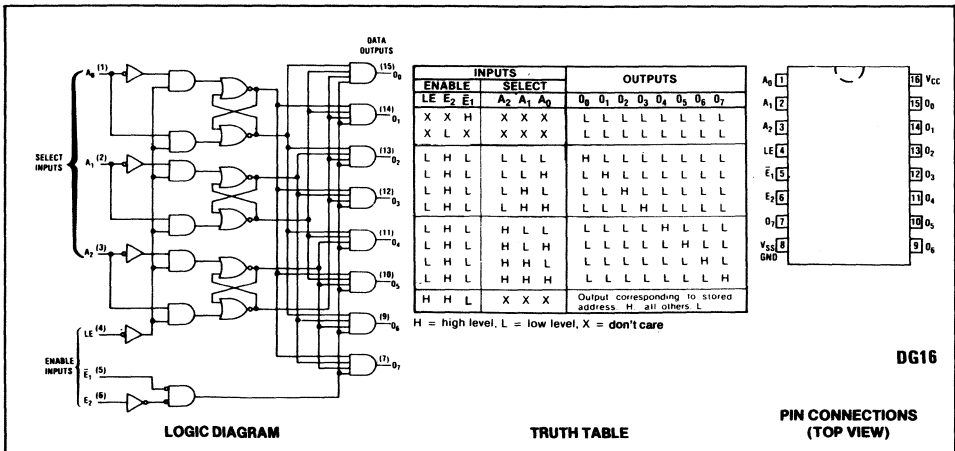 DATA
OUTPUTS
A0 (1)
A1 (2)
A2 (3)
SELECT
INPUTS
LE (4)
E̅1 (5)
E2 (6)
ENABLE
INPUTS
(15) O0
(14) O1
(13) O2
(12) O3
(11) O4
(10) O5
(9) O6
(7) O7
LOGIC DIAGRAM
INPUTS OUTPUTS
ENABLE SELECT
LE E2 E̅1 A2 A1 A0 O0 O1 O2 O3 O4 O5 O6 O7
X X H X X X L L L L L L L L
X L X X X X L L L L L L L L
L H L L L L H L L L L L L L
L H L L L H L H L L L L L L
L H L L H L L L H L L L L L
L H L L H H L L L H L L L L
L H L H L L L L L L H L L L
L H L H L H L L L L L H L L
L H L H H L L L L L L L H L
L H L H H H L L L L L L L H
H H L X X X Output corresponding to stored
address H, all others L
H = high level, L = low level, X = don't care
TRUTH TABLE
A0 1 16 VCC
A1 2 15 O0
A2 3 14 O1
LE 4 13 O2
E̅1 5 12 O3
E2 6 11 O4
O7 7 10 O5
VSS 8 9 O6
GND
DG16
PIN CONNECTIONS
(TOP VIEW)